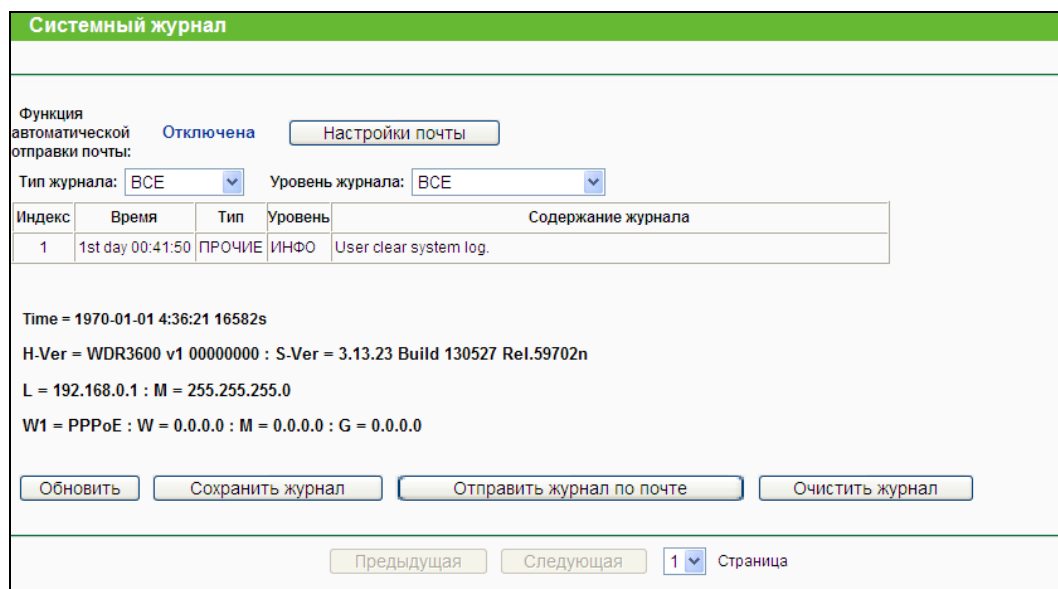 Системный журнал
Функция
автоматической
отправки почты:
Отключена
Настройки почты
Тип журнала: ВСЕ Уровень журнала: ВСЕ
Индекс Время Тип Уровень Содержание журнала
1 1st day 00:41:50 ПРОЧИЕ ИНФО User clear system log.
Time = 1970-01-01 4:36:21 16582s
H-Ver = WDR3600 v1 00000000 : S-Ver = 3.13.23 Build 130527 Rel.59702n
L = 192.168.0.1 : M = 255.255.255.0
W1 = PPPoE : W = 0.0.0.0 : M = 0.0.0.0 : G = 0.0.0.0
Обновить Сохранить журнал Отправить журнал по почте Очистить журнал
Предыдущая Следующая 1 Страница